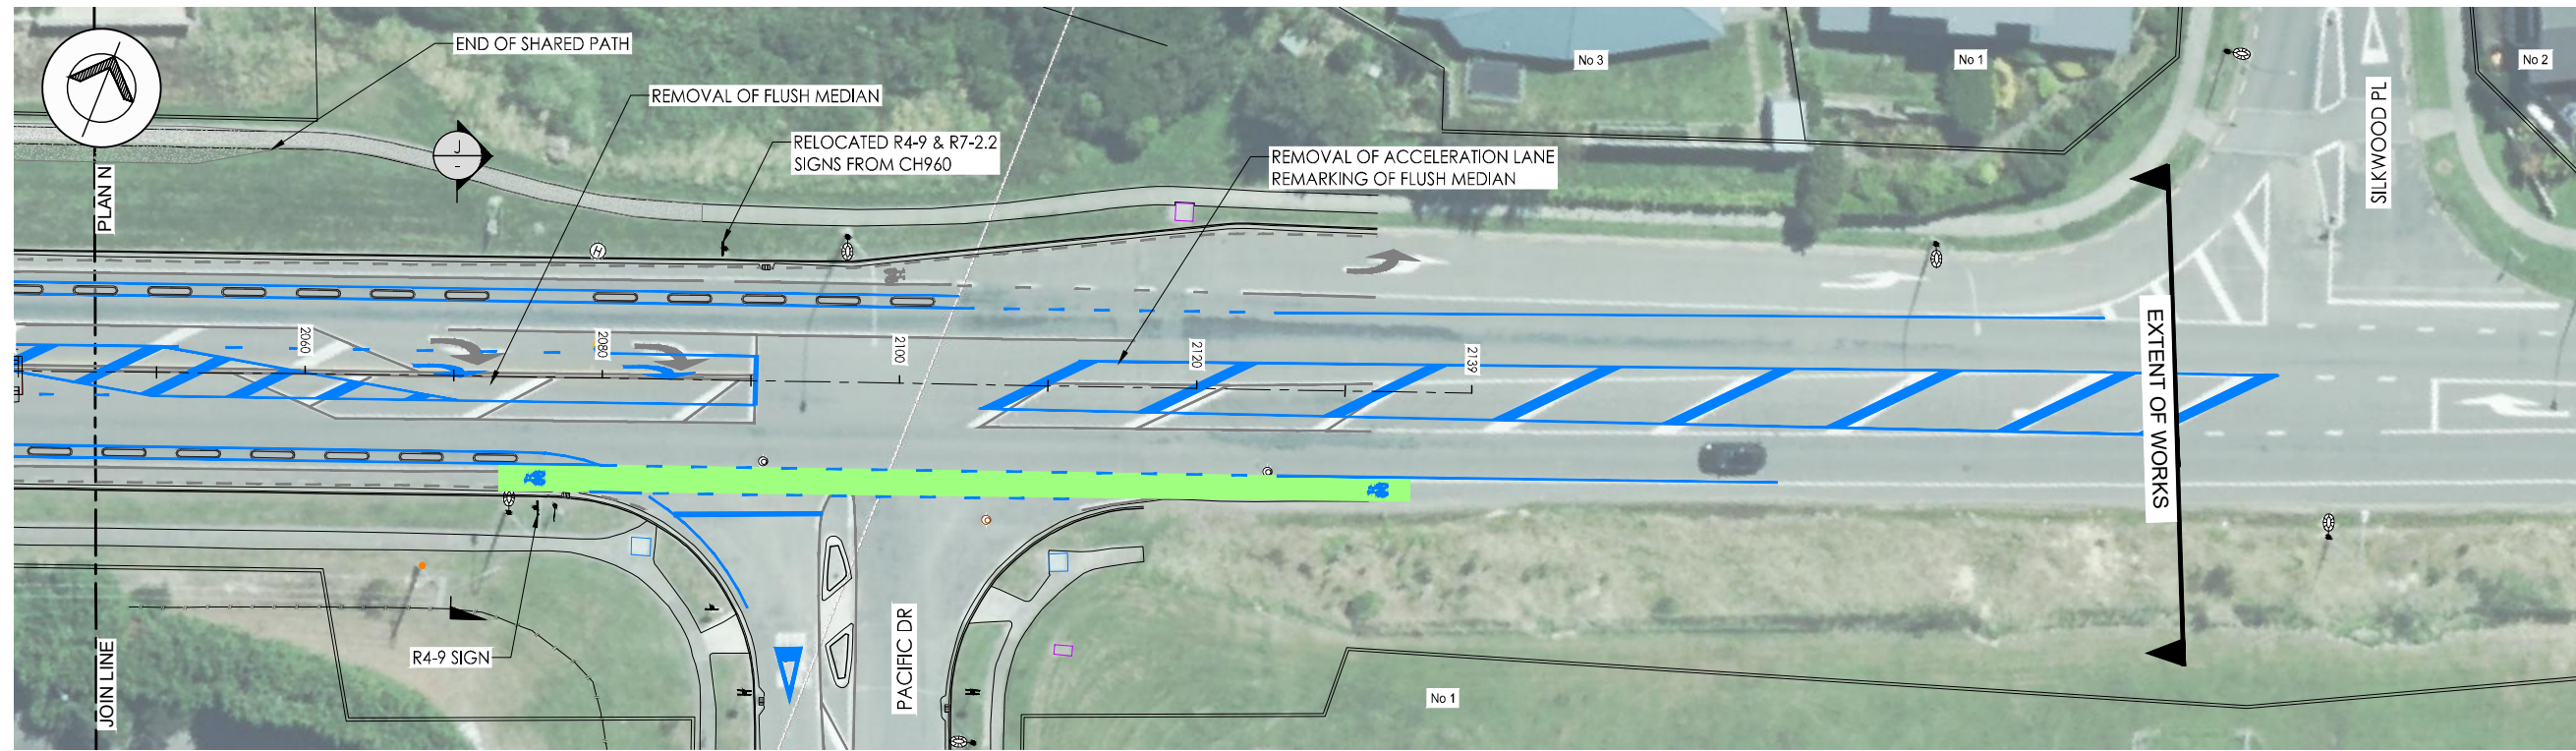 END OF SHARED PATH
REMOVAL OF FLUSH MEDIAN
RELOCATED R4-9 & R7-2.2
SIGNS FROM CH960
REMOVAL OF ACCELERATION LANE
REMARKING OF FLUSH MEDIAN
No 3
No 1
No 2
SILKWOOD PL
PLAN N
J
-
H
2060
2080
2100
2120
2139
EXTENT OF WORKS
R4-9 SIGN
JOIN LINE
PACIFIC DR
No 1